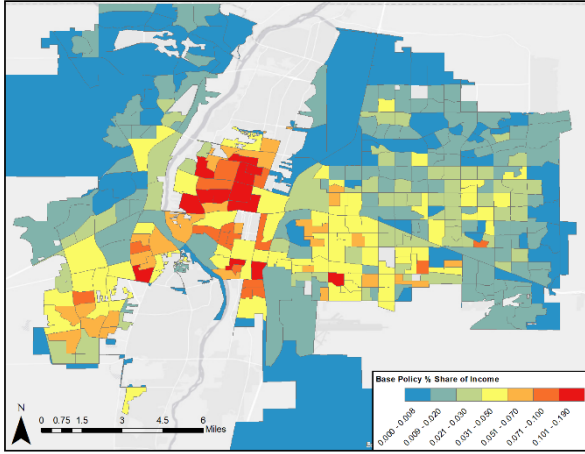 Base Policy % Share of Income
0.000 - 0.008
0.009 - 0.020
0.021 - 0.030
0.031 - 0.050
0.051 - 0.070
0.071 - 0.100
0.101 - 0.190
N
0 0.75 1.5 3 4.5 6
Miles